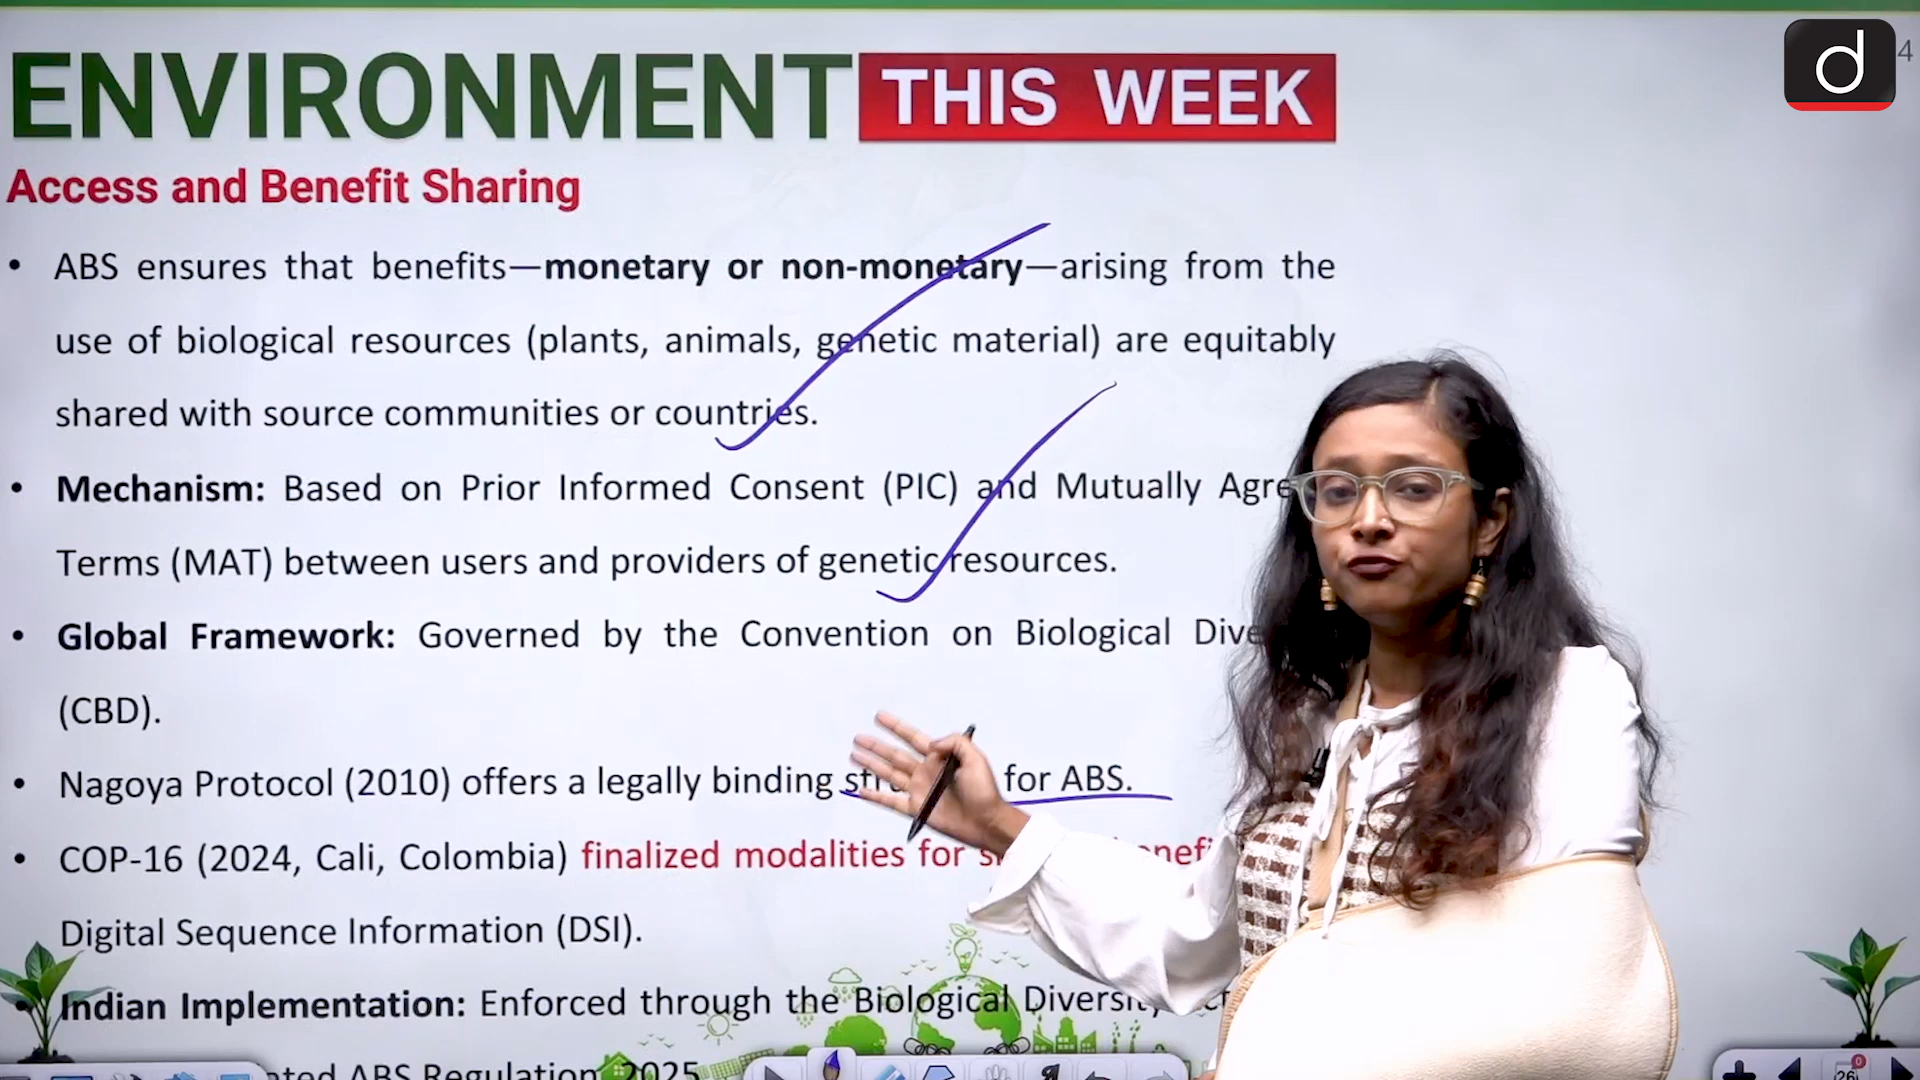 ENVIRONMENT THIS WEEK
d
4
Access and Benefit Sharing
• ABS ensures that benefits—monetary or non-monetary—arising from the
use of biological resources (plants, animals, genetic material) are equitably
shared with source communities or countries.
• Mechanism: Based on Prior Informed Consent (PIC) and Mutually Agre
Terms (MAT) between users and providers of genetic resources.
• Global Framework: Governed by the Convention on Biological Dive
(CBD).
• Nagoya Protocol (2010) offers a legally binding for ABS.
• COP-16 (2024, Cali, Colombia) finalized modalities for
Digital Sequence Information (DSI).
• Indian Implementation: Enforced through the Biological Diversity
ABS Regulation 2025
26
0